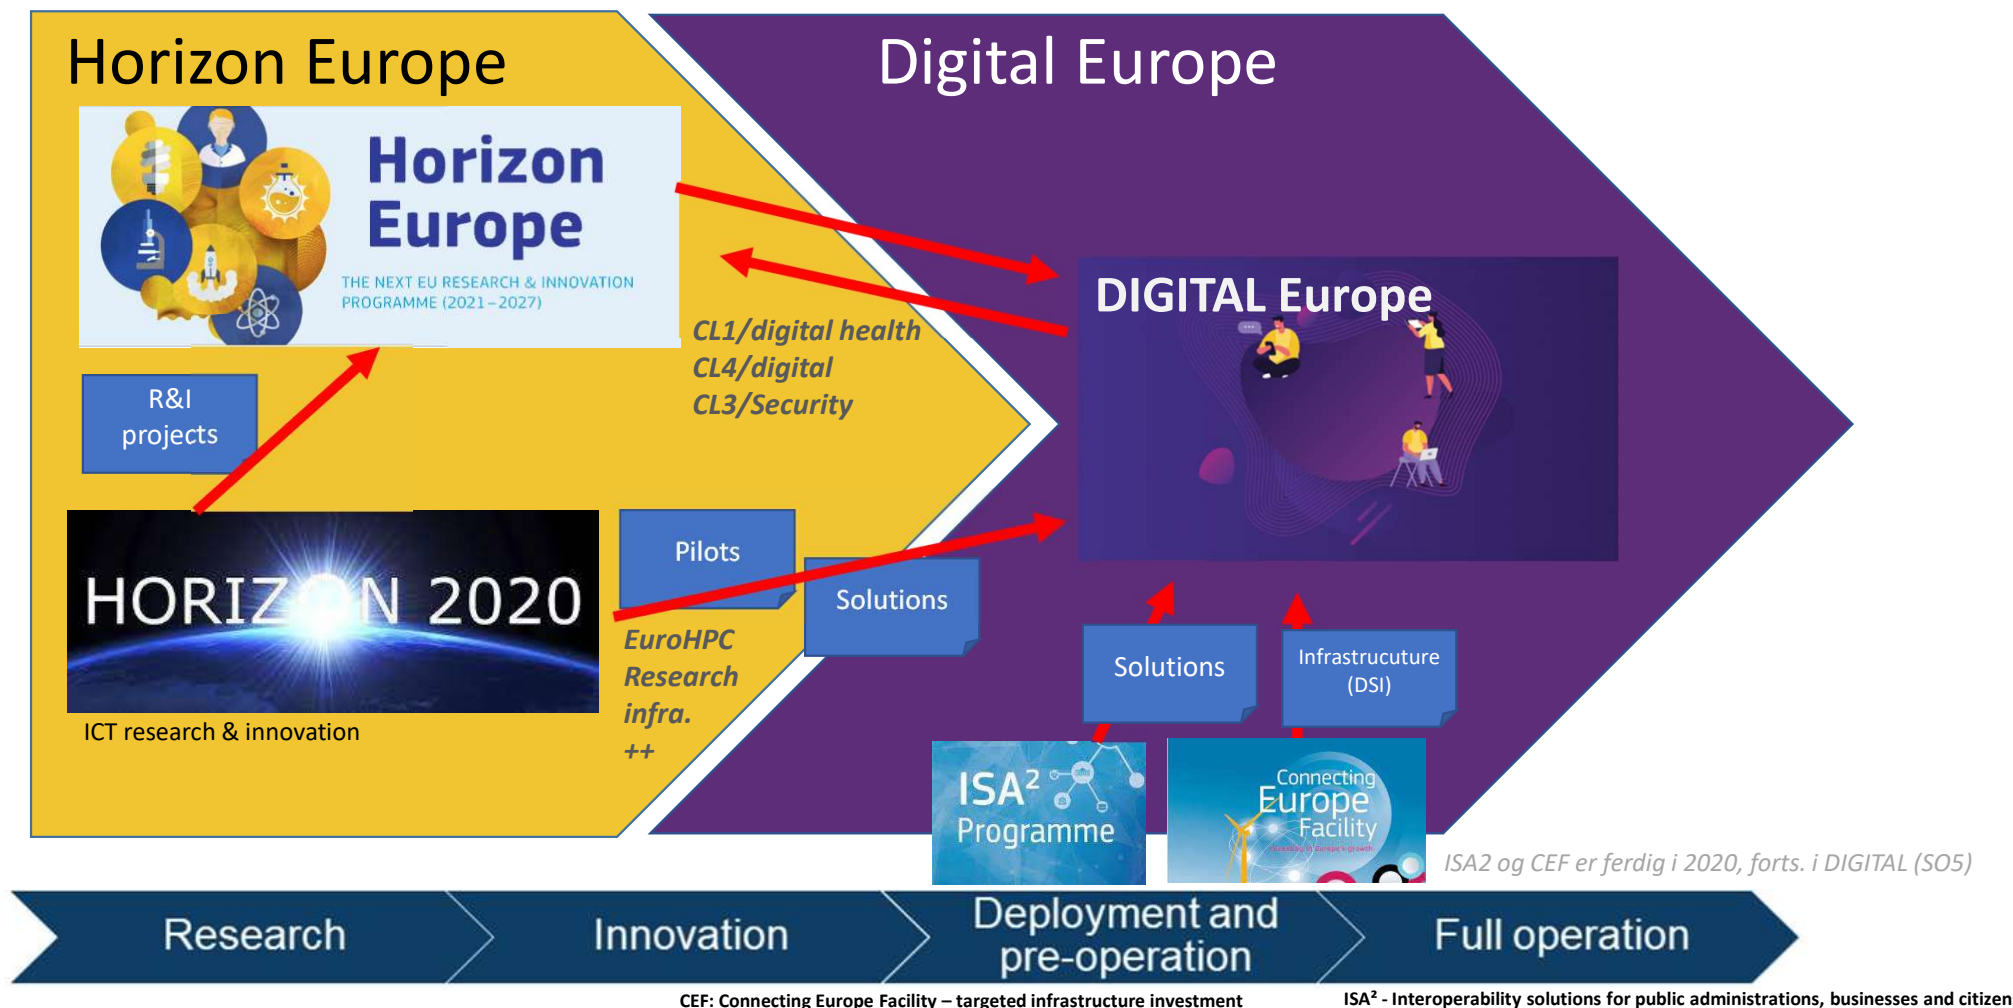 Horizon Europe
Digital Europe
Horizon
Europe
THE NEXT EU RESEARCH & INNOVATION
PROGRAMME (2021–2027)
DIGITAL Europe
CL1/digital health
CL4/digital
CL3/Security
R&I
projects
HORIZON 2020
ICT research & innovation
Pilots
Solutions
EuroHPC
Research
infra.
++
Solutions
Infrastrucuture
(DSI)
ISA²
Programme
Connecting
Europe
Facility
ISA2 og CEF er ferdig i 2020, forts. i DIGITAL (SO5)
Research
Innovation
Deployment and
pre-operation
Full operation
CEF: Connecting Europe Facility – targeted infrastructure investment
ISA² - Interoperability solutions for public administrations, businesses and citizen